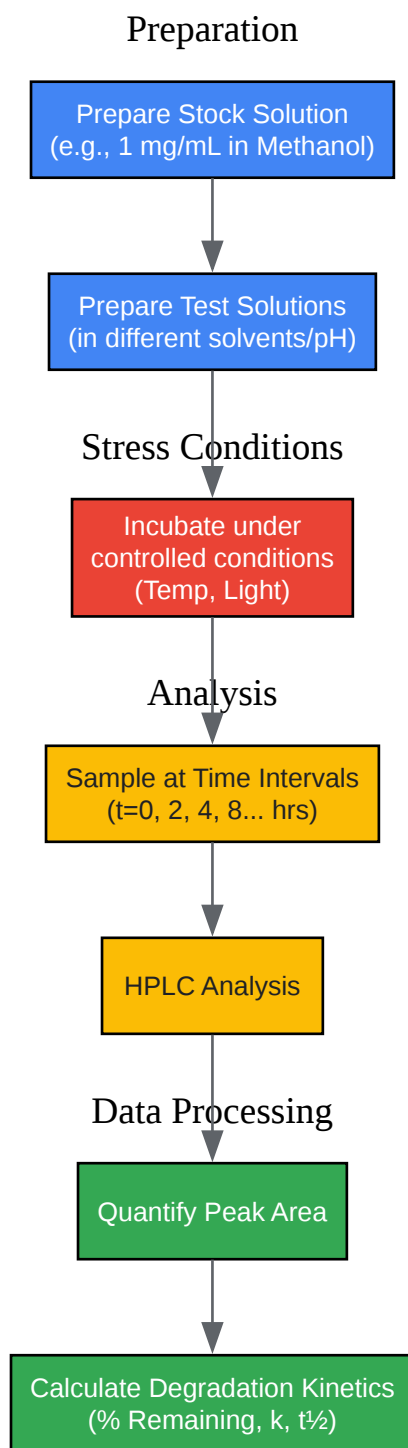 Preparation
Prepare Stock Solution
(e.g., 1 mg/mL in Methanol)
Prepare Test Solutions
(in different solvents/pH)
Stress Conditions
Incubate under
controlled conditions
(Temp, Light)
Analysis
Sample at Time Intervals
(t=0, 2, 4, 8... hrs)
HPLC Analysis
Data Processing
Quantify Peak Area
Calculate Degradation Kinetics
(% Remaining, k, t½)